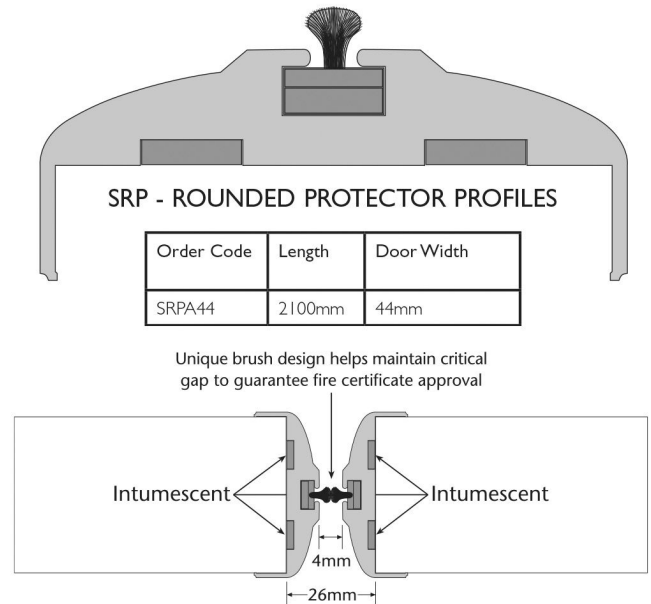 SRP - ROUNDED PROTECTOR PROFILES
Order Code Length Door Width
SRPA44 2100mm 44mm
Unique brush design helps maintain critical
gap to guarantee fire certificate approval
Intumescent Intumescent
4mm
26mm